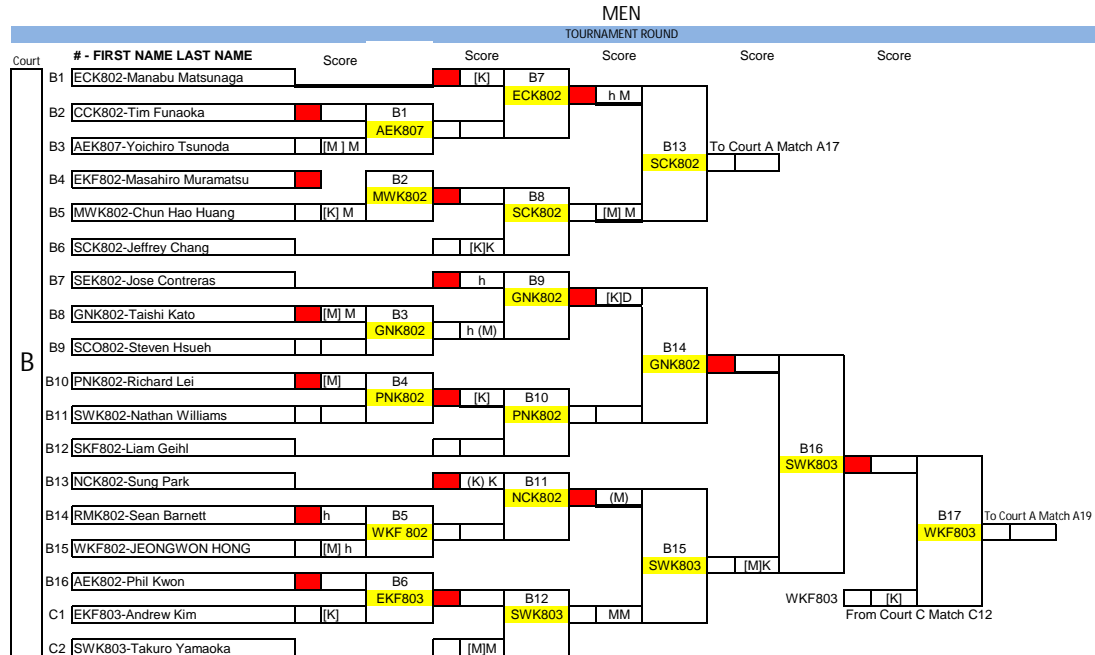 MEN
TOURNAMENT ROUND
Court # - FIRST NAME LAST NAME Score Score Score Score Score
B1 ECK802-Manabu Matsunaga [K] B7
ECK802 h M
B2 CCK802-Tim Funaoka B1
AEK807
B3 AEK807-Yoichiro Tsunoda [M ] M B13 To Court A Match A17
SCK802
B4 EKF802-Masahiro Muramatsu B2
MWK802 B8
B5 MWK802-Chun Hao Huang [K] M SCK802 [M] M
B6 SCK802-Jeffrey Chang [K]K
B7 SEK802-Jose Contreras h B9
GNK802 [K]D
B8 GNK802-Taishi Kato [M] M B3
GNK802 h (M)
B9 SCO802-Steven Hsueh B14
B GNK802
B10 PNK802-Richard Lei [M] B4
PNK802 [K] B10
B11 SWK802-Nathan Williams PNK802
B12 SKF802-Liam Geihl B16
SWK803
B13 NCK802-Sung Park (K) K B11
NCK802 (M)
B14 RMK802-Sean Barnett h B5 B17 To Court A Match A19
WKF 802 WKF803
B15 WKF802-JEONGWON HONG [M] h B15
SWK803 [M]K
B16 AEK802-Phil Kwon B6
EKF803 B12 WKF803 [K]
C1 EKF803-Andrew Kim [K] SWK803 MM From Court C Match C12
C2 SWK803-Takuro Yamaoka [M]M